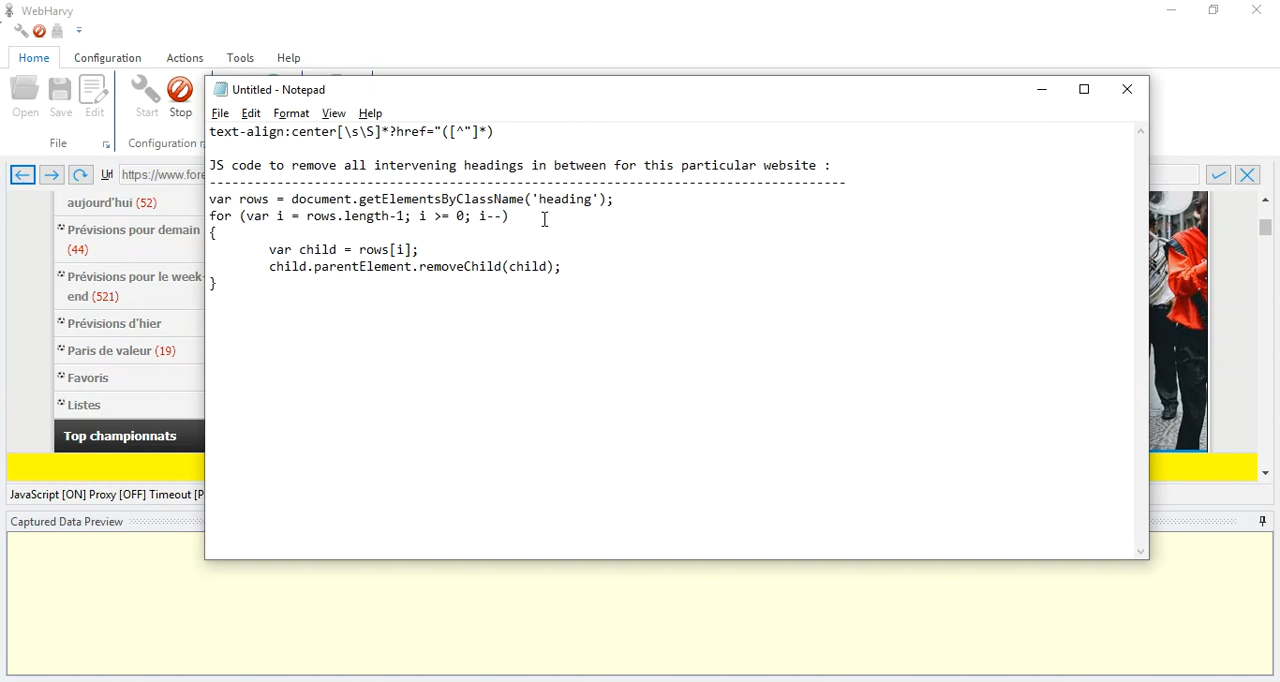 WebHarvy
Home Configuration Actions Tools Help
Open Save Edit Start Stop
File Configuration
Url https://www.fore
Untitled - Notepad
File Edit Format View Help
text-align:center[\s\S]*?href="([^"]*)
JS code to remove all intervening headings in between for this particular website :
-------------------------------------------------------------------------------------
var rows = document.getElementsByClassName('heading');
for (var i = rows.length-1; i >= 0; i--)
{
var child = rows[i];
child.parentElement.removeChild(child);
}
aujourd'hui (52)
Prévisions pour demain
(44)
Prévisions pour le week-
end (521)
Prévisions d'hier
Paris de valeur (19)
Favoris
Listes
Top championnats
JavaScript [ON] Proxy [OFF] Timeout [P
Captured Data Preview